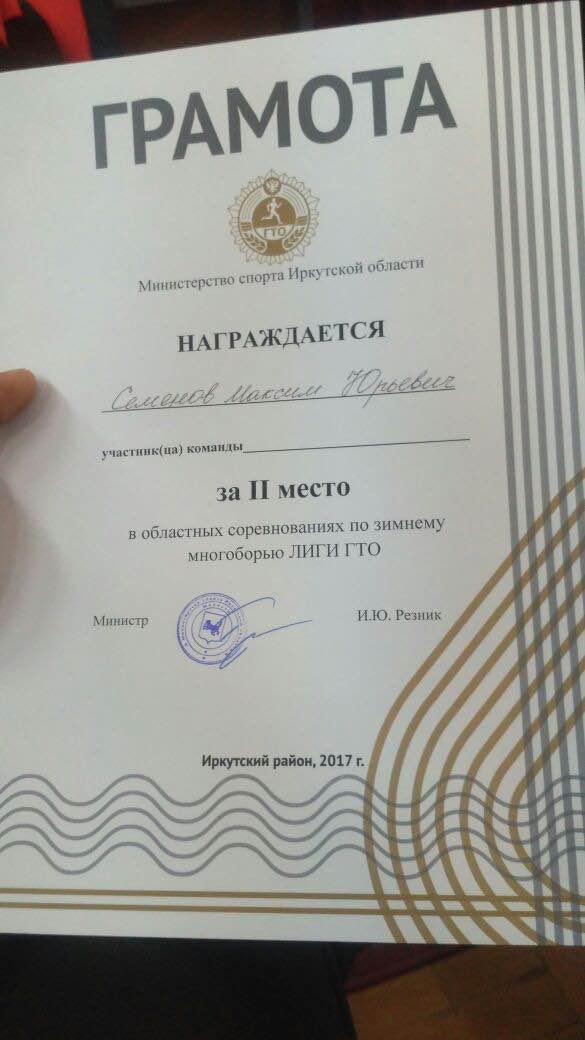 ГРАМОТА
ГТО
Министерство спорта Иркутской области
НАГРАЖДАЕТСЯ
Семенов Максим Юрьевич
участник(ца) команды
за II место
в областных соревнованиях по зимнему
многоборью ЛИГИ ГТО
Министр
И.Ю. Резник
Иркутский район, 2017 г.